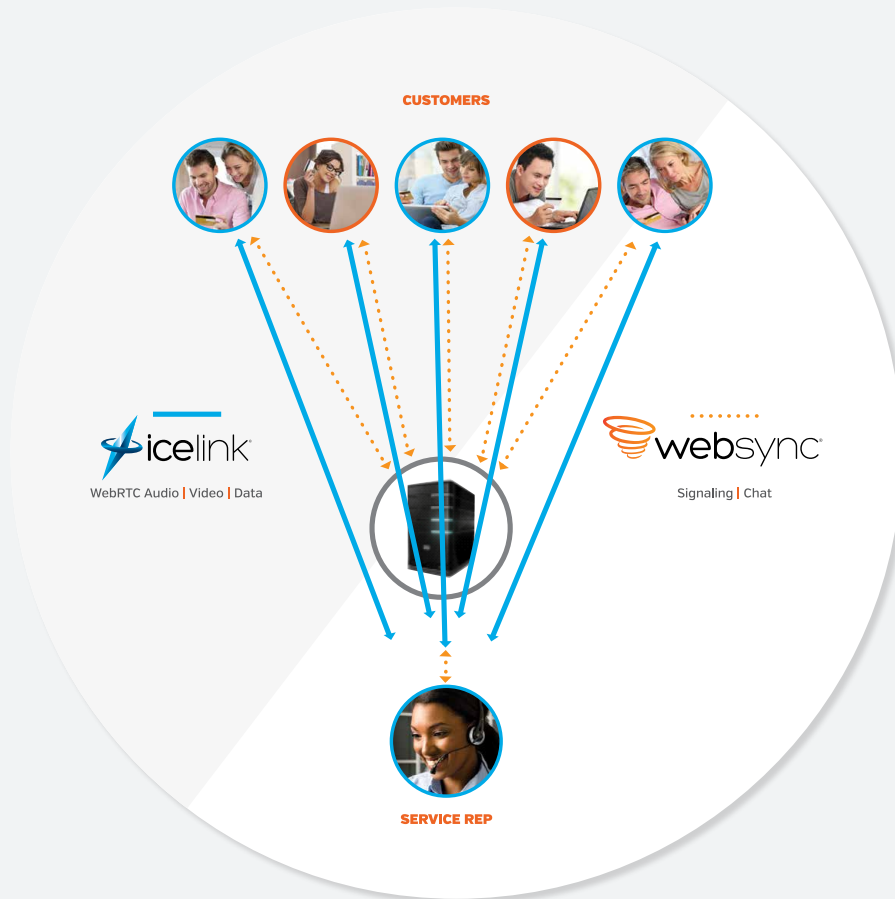 CUSTOMERS
icelink
WebRTC Audio | Video | Data
websync
Signaling | Chat
SERVICE REP